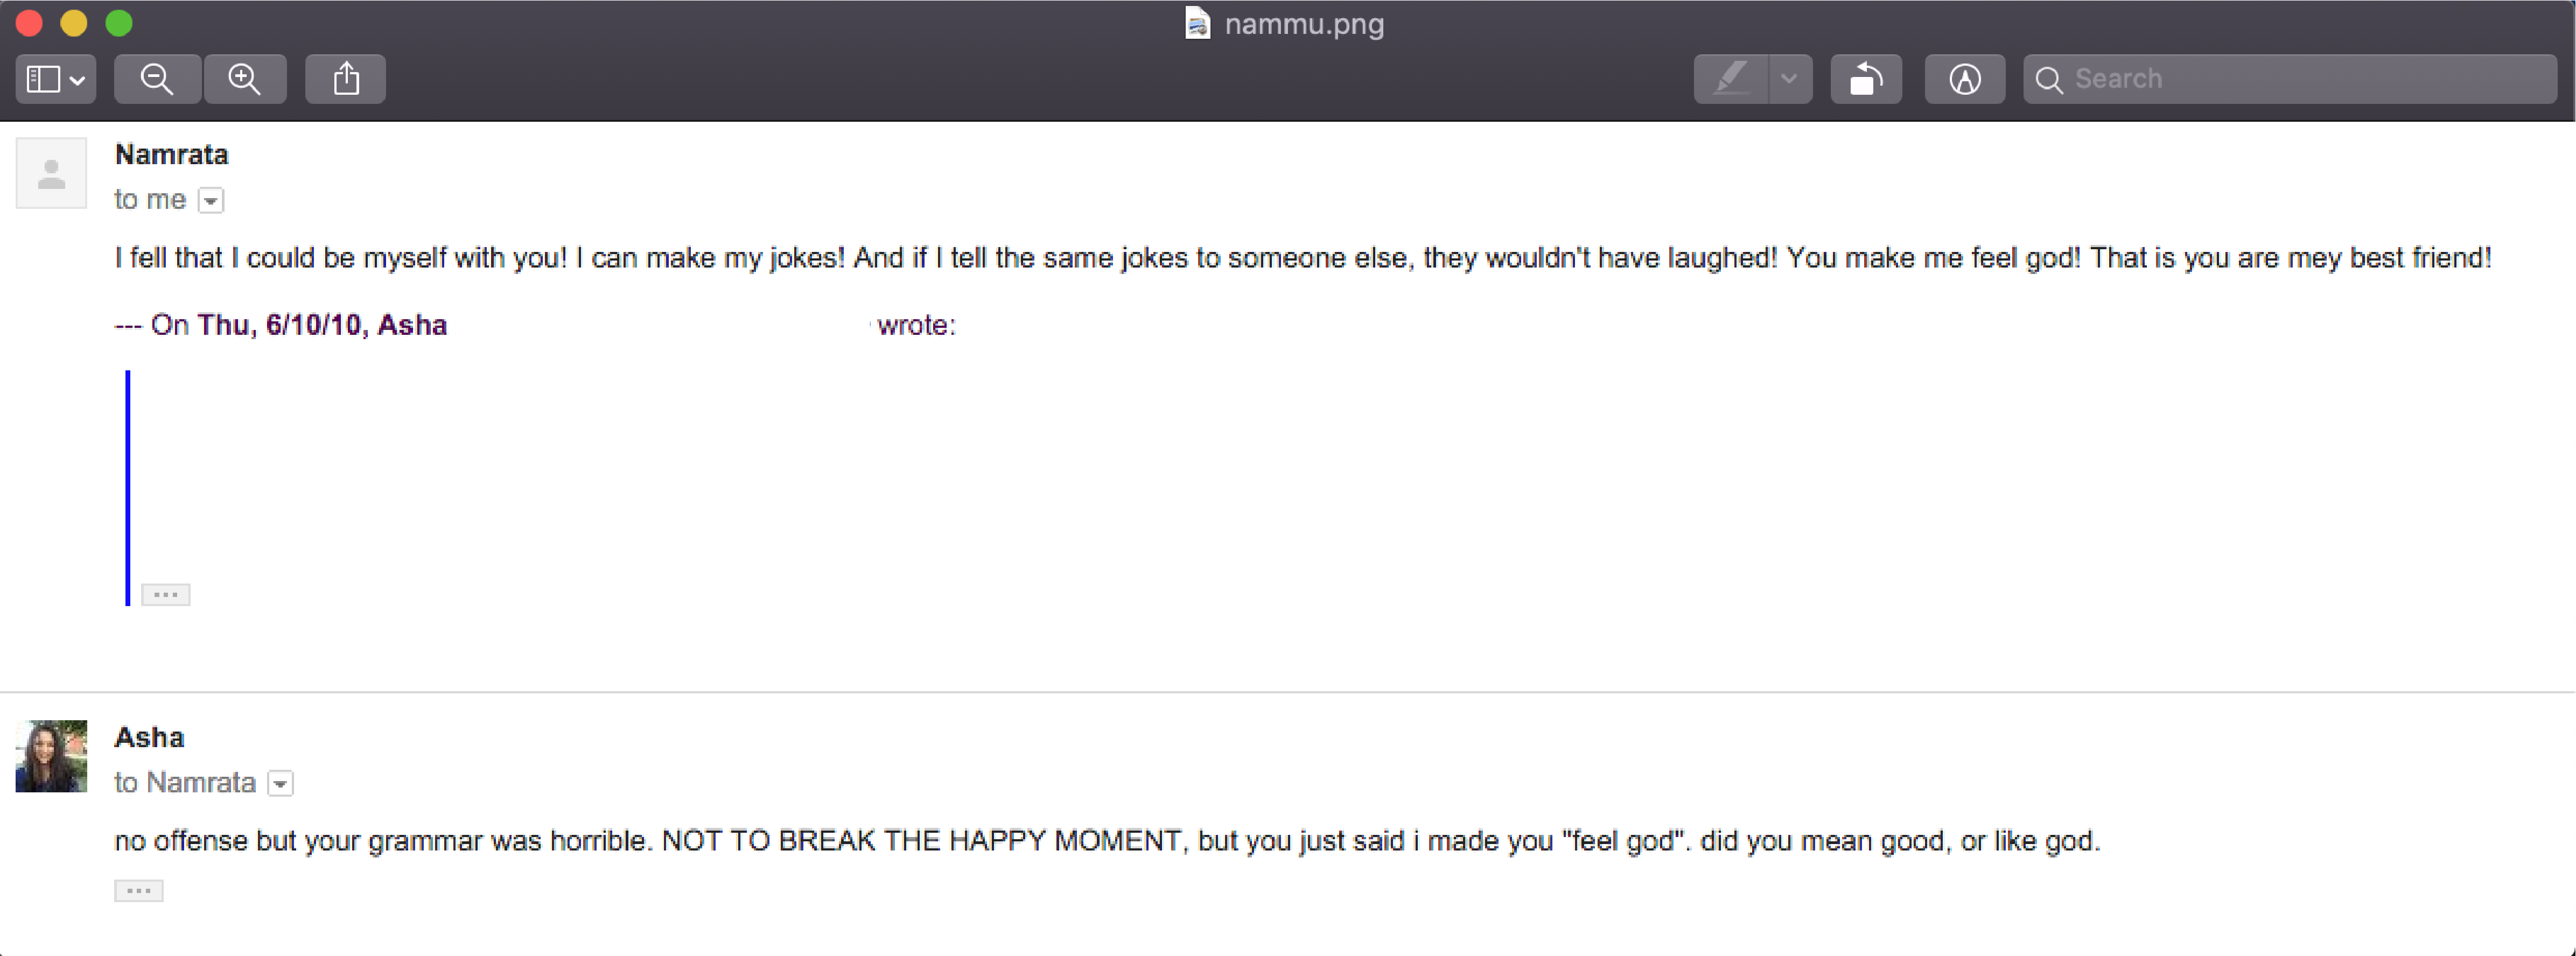 nammu.png
Search
Namrata
to me
I fell that I could be myself with you! I can make my jokes! And if I tell the same jokes to someone else, they wouldn't have laughed! You make me feel god! That is you are mey best friend!
--- On Thu, 6/10/10, Asha wrote:
Asha
to Namrata
no offense but your grammar was horrible. NOT TO BREAK THE HAPPY MOMENT, but you just said i made you "feel god". did you mean good, or like god.